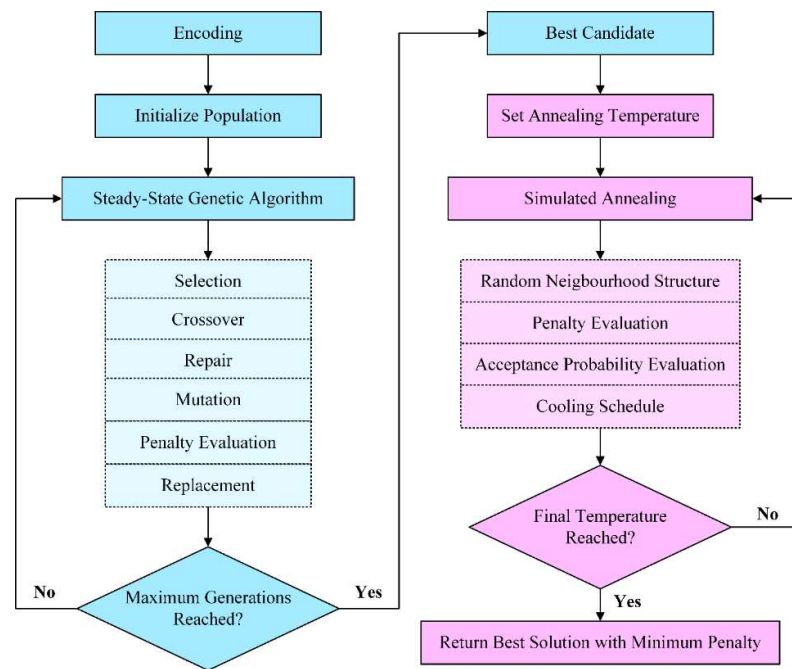 Encoding
Initialize Population
Steady-State Genetic Algorithm
Selection
Crossover
Repair
Mutation
Penalty Evaluation
Replacement
No
Maximum Generations
Reached?
Yes
Best Candidate
Set Annealing Temperature
Simulated Annealing
Random Neigbourhood Structure
Penalty Evaluation
Acceptance Probability Evaluation
Cooling Schedule
Final Temperature
Reached?
No
Yes
Return Best Solution with Minimum Penalty